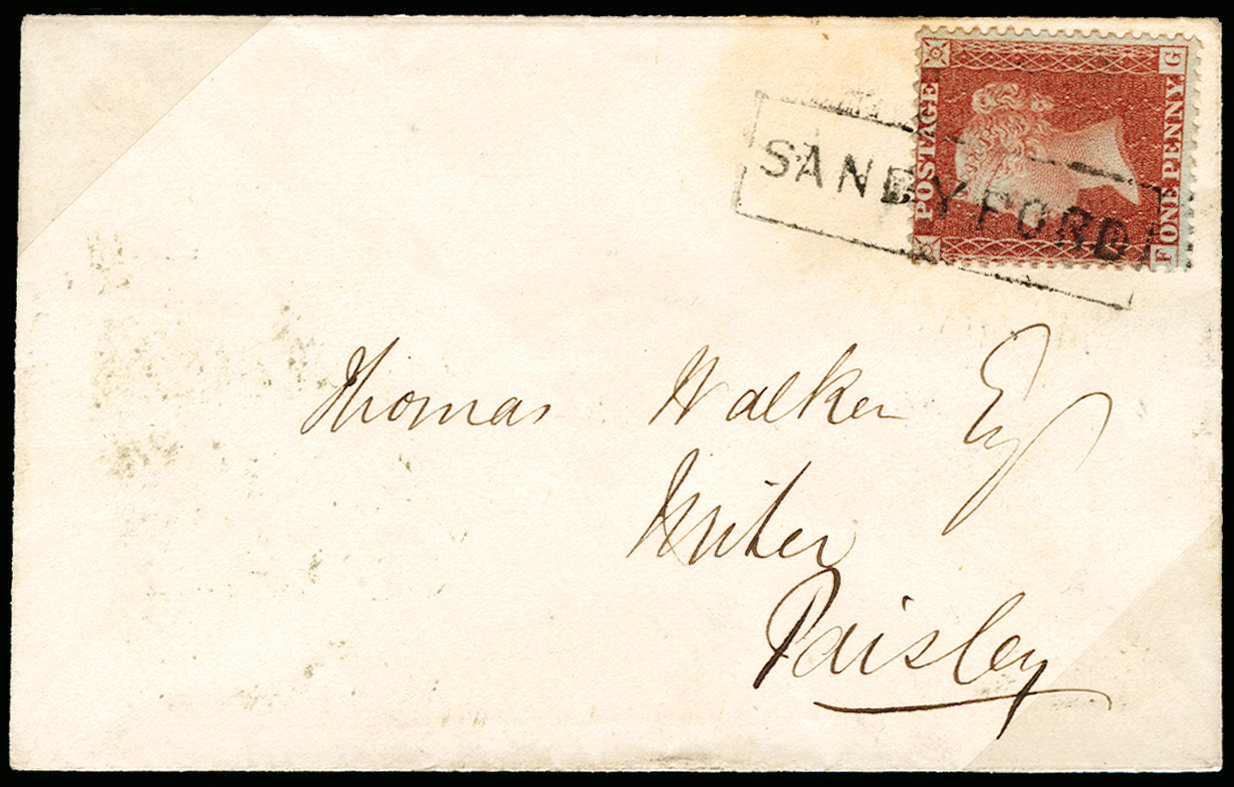 POSTAGE
F ONE PENNY G
SANDYFORD
Thomas Walker Esq
Writer
Paisley